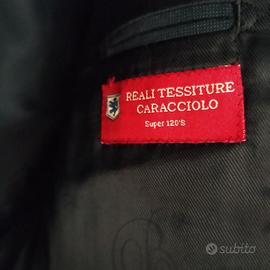 REALI TESSITURE
CARACCIOLO
Super 120'S
subito